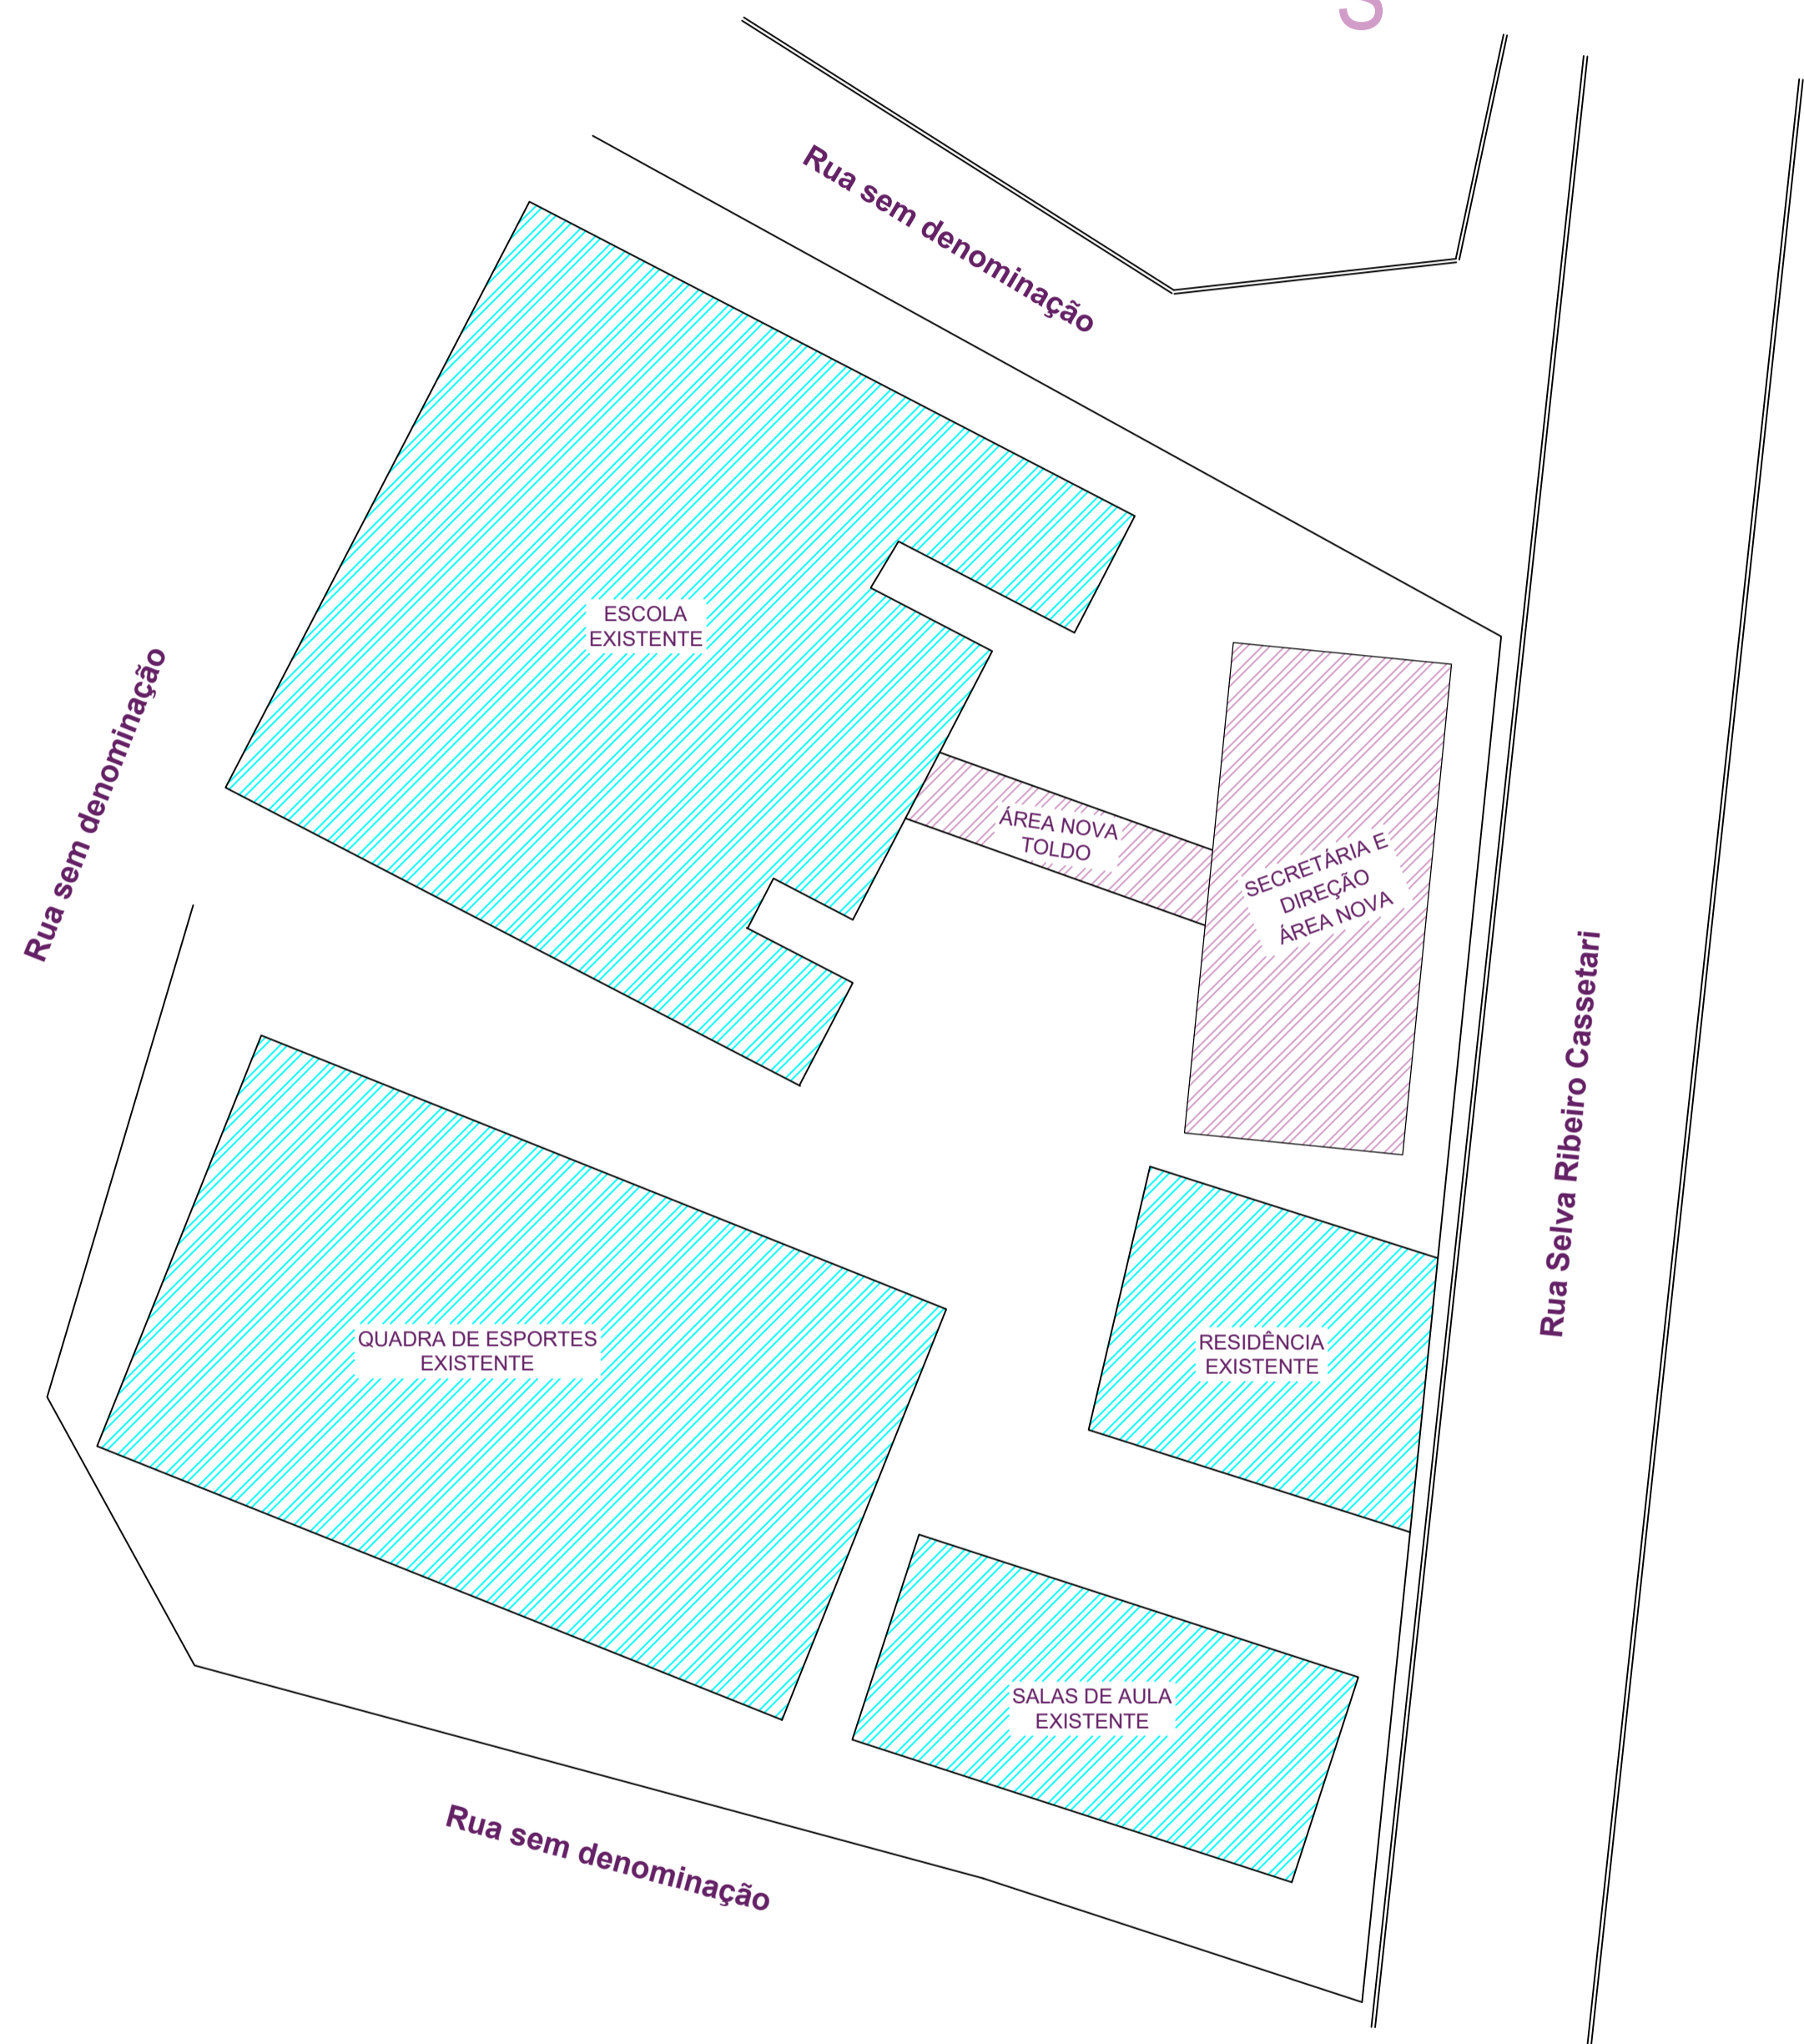 Rua sem denominação
ESCOLA
EXISTENTE
Rua sem denominação
ÁREA NOVA
TOLDO
SECRETÁRIA E
DIREÇÃO
ÁREA NOVA
Rua Selva Ribeiro Cassetari
QUADRA DE ESPORTES
EXISTENTE
RESIDÊNCIA
EXISTENTE
SALAS DE AULA
EXISTENTE
Rua sem denominação